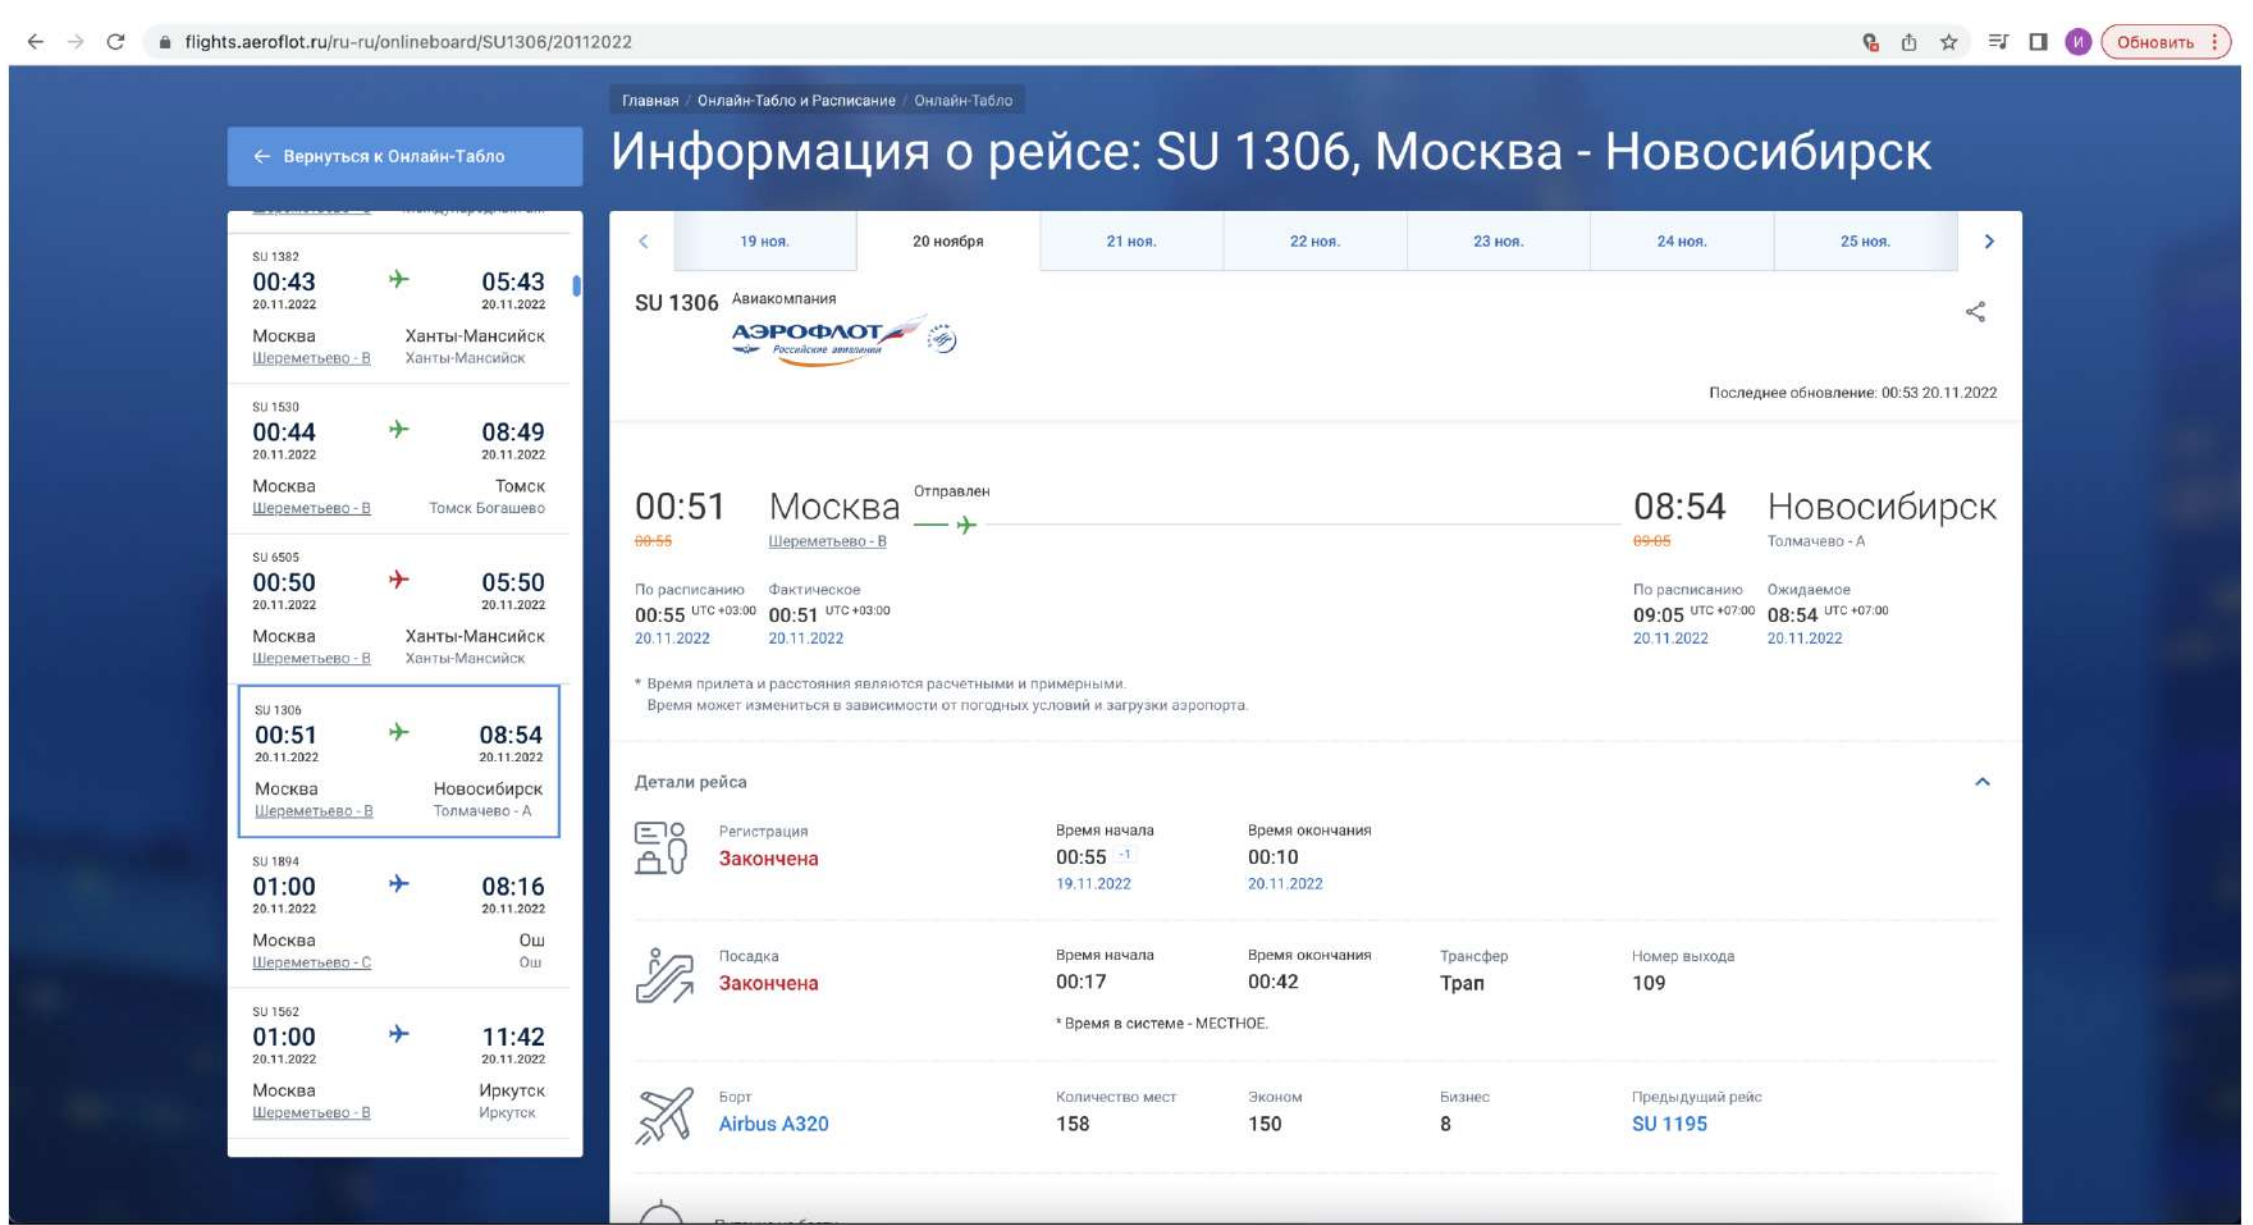 flights.aeroflot.ru/ru-ru/onlineboard/SU1306/20112022
И
Обновить
Главная / Онлайн-Табло и Расписание / Онлайн-Табло
← Вернуться к Онлайн-Табло
Информация о рейсе: SU 1306, Москва - Новосибирск
SU 1382
00:43 05:43
20.11.2022 20.11.2022
Москва Ханты-Мансийск
Шереметьево - B Ханты-Мансийск
SU 1530
00:44 08:49
20.11.2022 20.11.2022
Москва Томск
Шереметьево - B Томск Богашево
SU 6505
00:50 05:50
20.11.2022 20.11.2022
Москва Ханты-Мансийск
Шереметьево - B Ханты-Мансийск
SU 1306
00:51 08:54
20.11.2022 20.11.2022
Москва Новосибирск
Шереметьево - B Толмачево - A
SU 1894
01:00 08:16
20.11.2022 20.11.2022
Москва Ош
Шереметьево - C Ош
SU 1562
01:00 11:42
20.11.2022 20.11.2022
Москва Иркутск
Шереметьево - B Иркутск
19 ноя. 20 ноября 21 ноя. 22 ноя. 23 ноя. 24 ноя. 25 ноя.
SU 1306 Авиакомпания
АЭРОФЛОТ
Российские авиалинии
Последнее обновление: 00:53 20.11.2022
00:51 Москва Отправлен 08:54 Новосибирск
00:55 Шереметьево - B 09:05 Толмачево - A
По расписанию Фактическое По расписанию Ожидаемое
00:55 UTC +03:00 00:51 UTC +03:00 09:05 UTC +07:00 08:54 UTC +07:00
20.11.2022 20.11.2022 20.11.2022 20.11.2022
* Время прилета и расстояния являются расчетными и примерными.
Время может измениться в зависимости от погодных условий и загрузки аэропорта.
Детали рейса
Регистрация Время начала Время окончания
Закончена 00:55 -1 00:10
19.11.2022 20.11.2022
Посадка Время начала Время окончания Трансфер Номер выхода
Закончена 00:17 00:42 Трап 109
* Время в системе - МЕСТНОЕ.
Борт Количество мест Эконом Бизнес Предыдущий рейс
Airbus A320 158 150 8 SU 1195